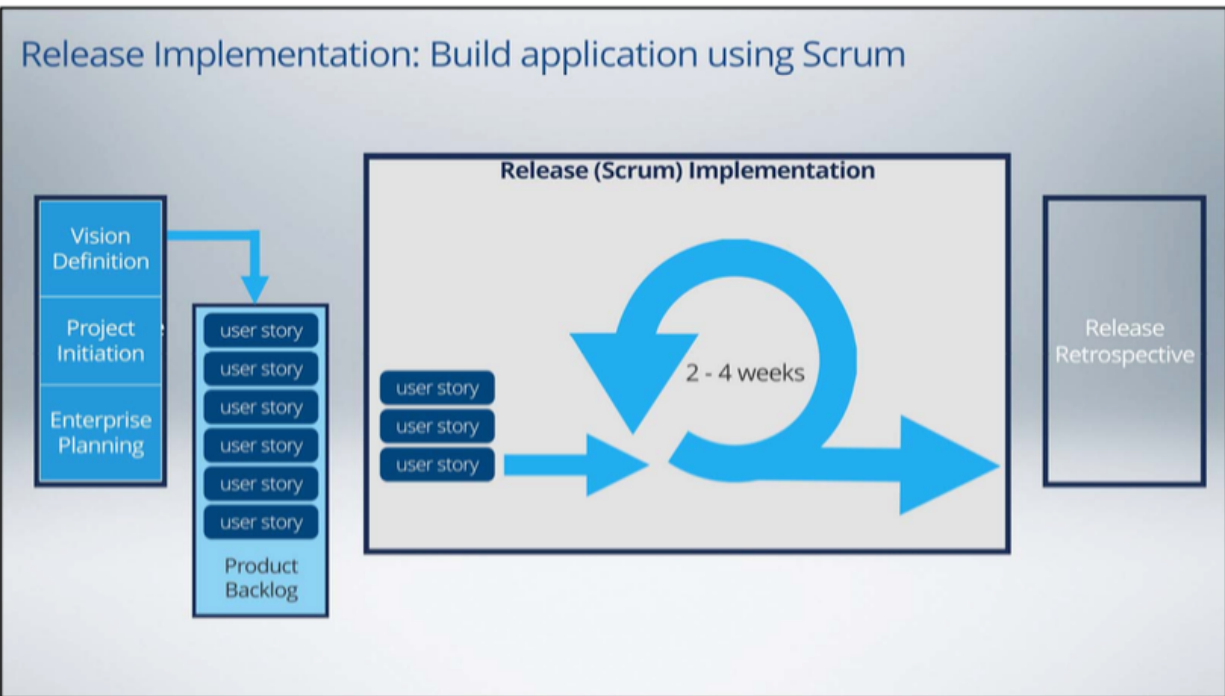 Release Implementation: Build application using Scrum
Vision
Definition
Project
Initiation
Enterprise
Planning
user story
user story
user story
user story
user story
user story
Product
Backlog
Release (Scrum) Implementation
user story
user story
user story
2 - 4 weeks
Release
Retrospective